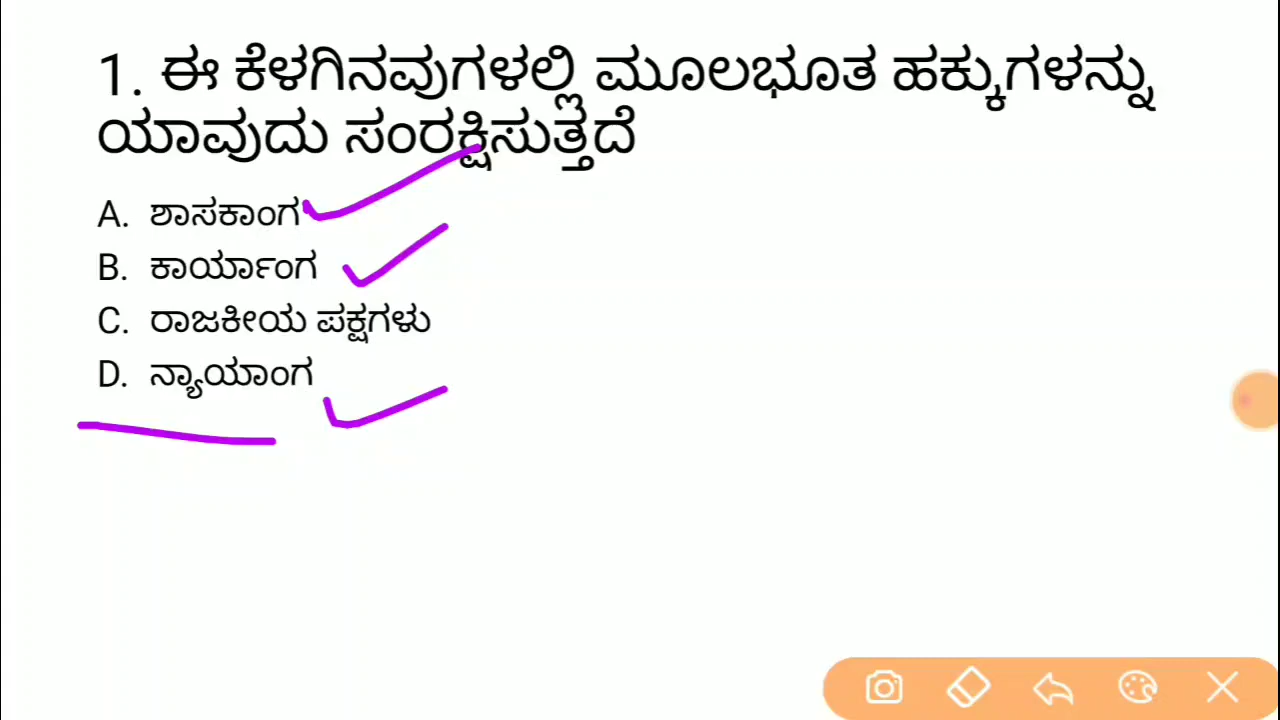 1. ಈ ಕೆಳಗಿನವುಗಳಲ್ಲಿ ಮೂಲಭೂತ ಹಕ್ಕುಗಳನ್ನು
ಯಾವುದು ಸಂರಕ್ಷಿಸುತ್ತದೆ
A. ಶಾಸಕಾಂಗ
B. ಕಾರ್ಯಾಂಗ
C. ರಾಜಕೀಯ ಪಕ್ಷಗಳು
D. ನ್ಯಾಯಾಂಗ